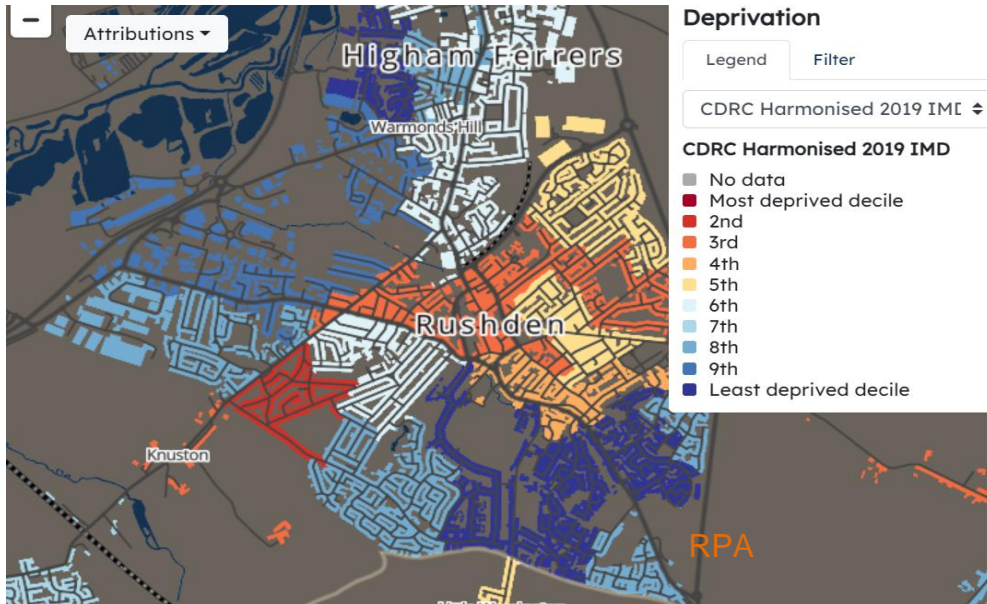 −
Attributions
Higham Ferrers
Warmonds Hill
Rushden
Knuston
RPA
Deprivation
Legend Filter
CDRC Harmonised 2019 IMD
CDRC Harmonised 2019 IMD
No data
Most deprived decile
2nd
3rd
4th
5th
6th
7th
8th
9th
Least deprived decile